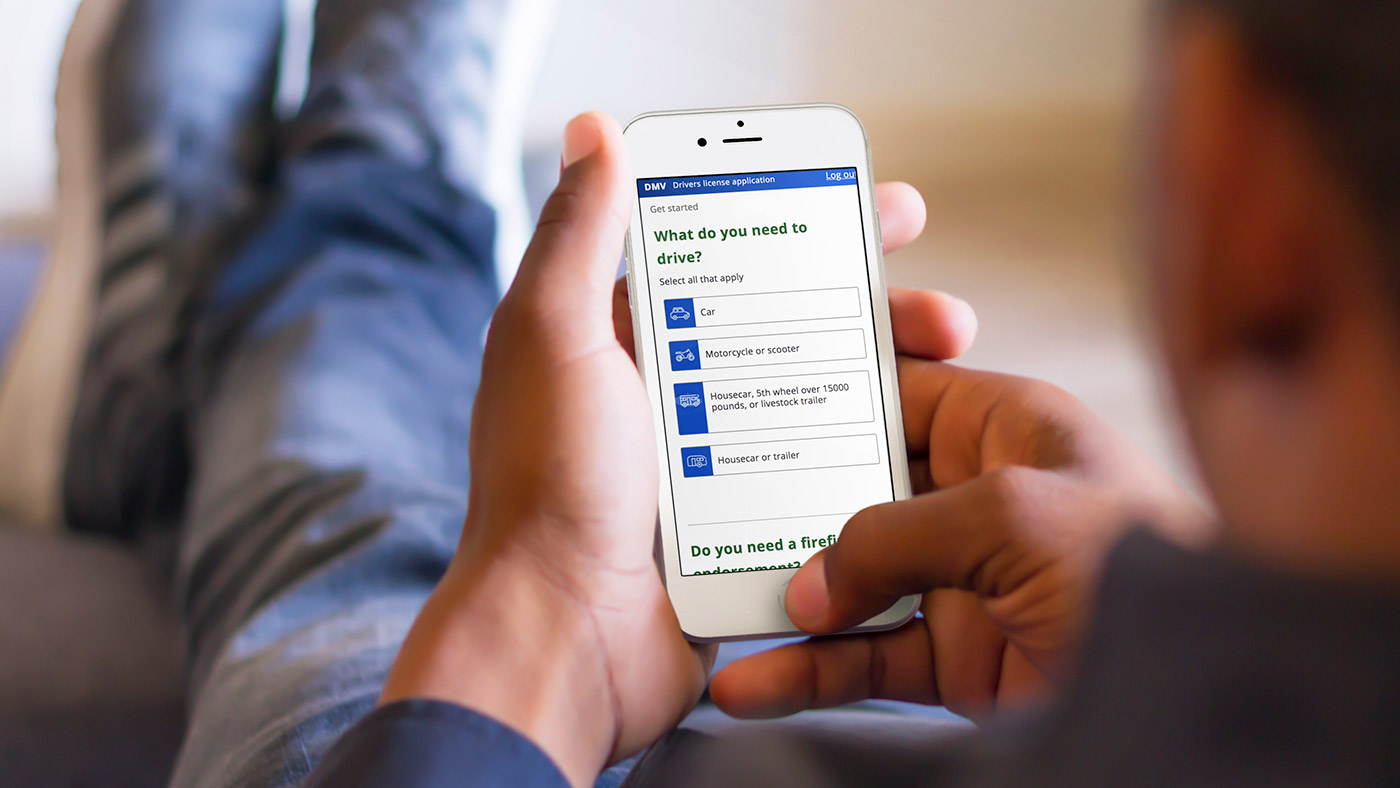 DMV Drivers license application Log ou
Get started
What do you need to
drive?
Select all that apply
Car
Motorcycle or scooter
Housecar, 5th wheel over 15000
pounds, or livestock trailer
Housecar or trailer
Do you need a firefi
endorsement?